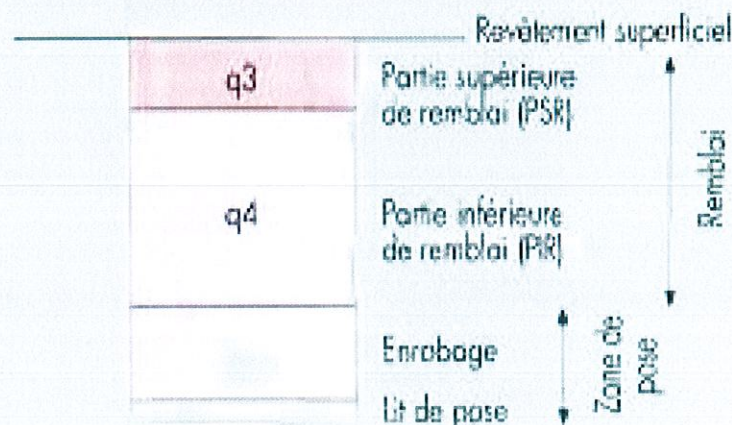 Revêtement superficiel
q3
Partie supérieure
de remblai (PSR)
q4
Partie inférieure
de remblai (PIR)
Remblai
Enrobage
Lit de pose
Zone de
pose